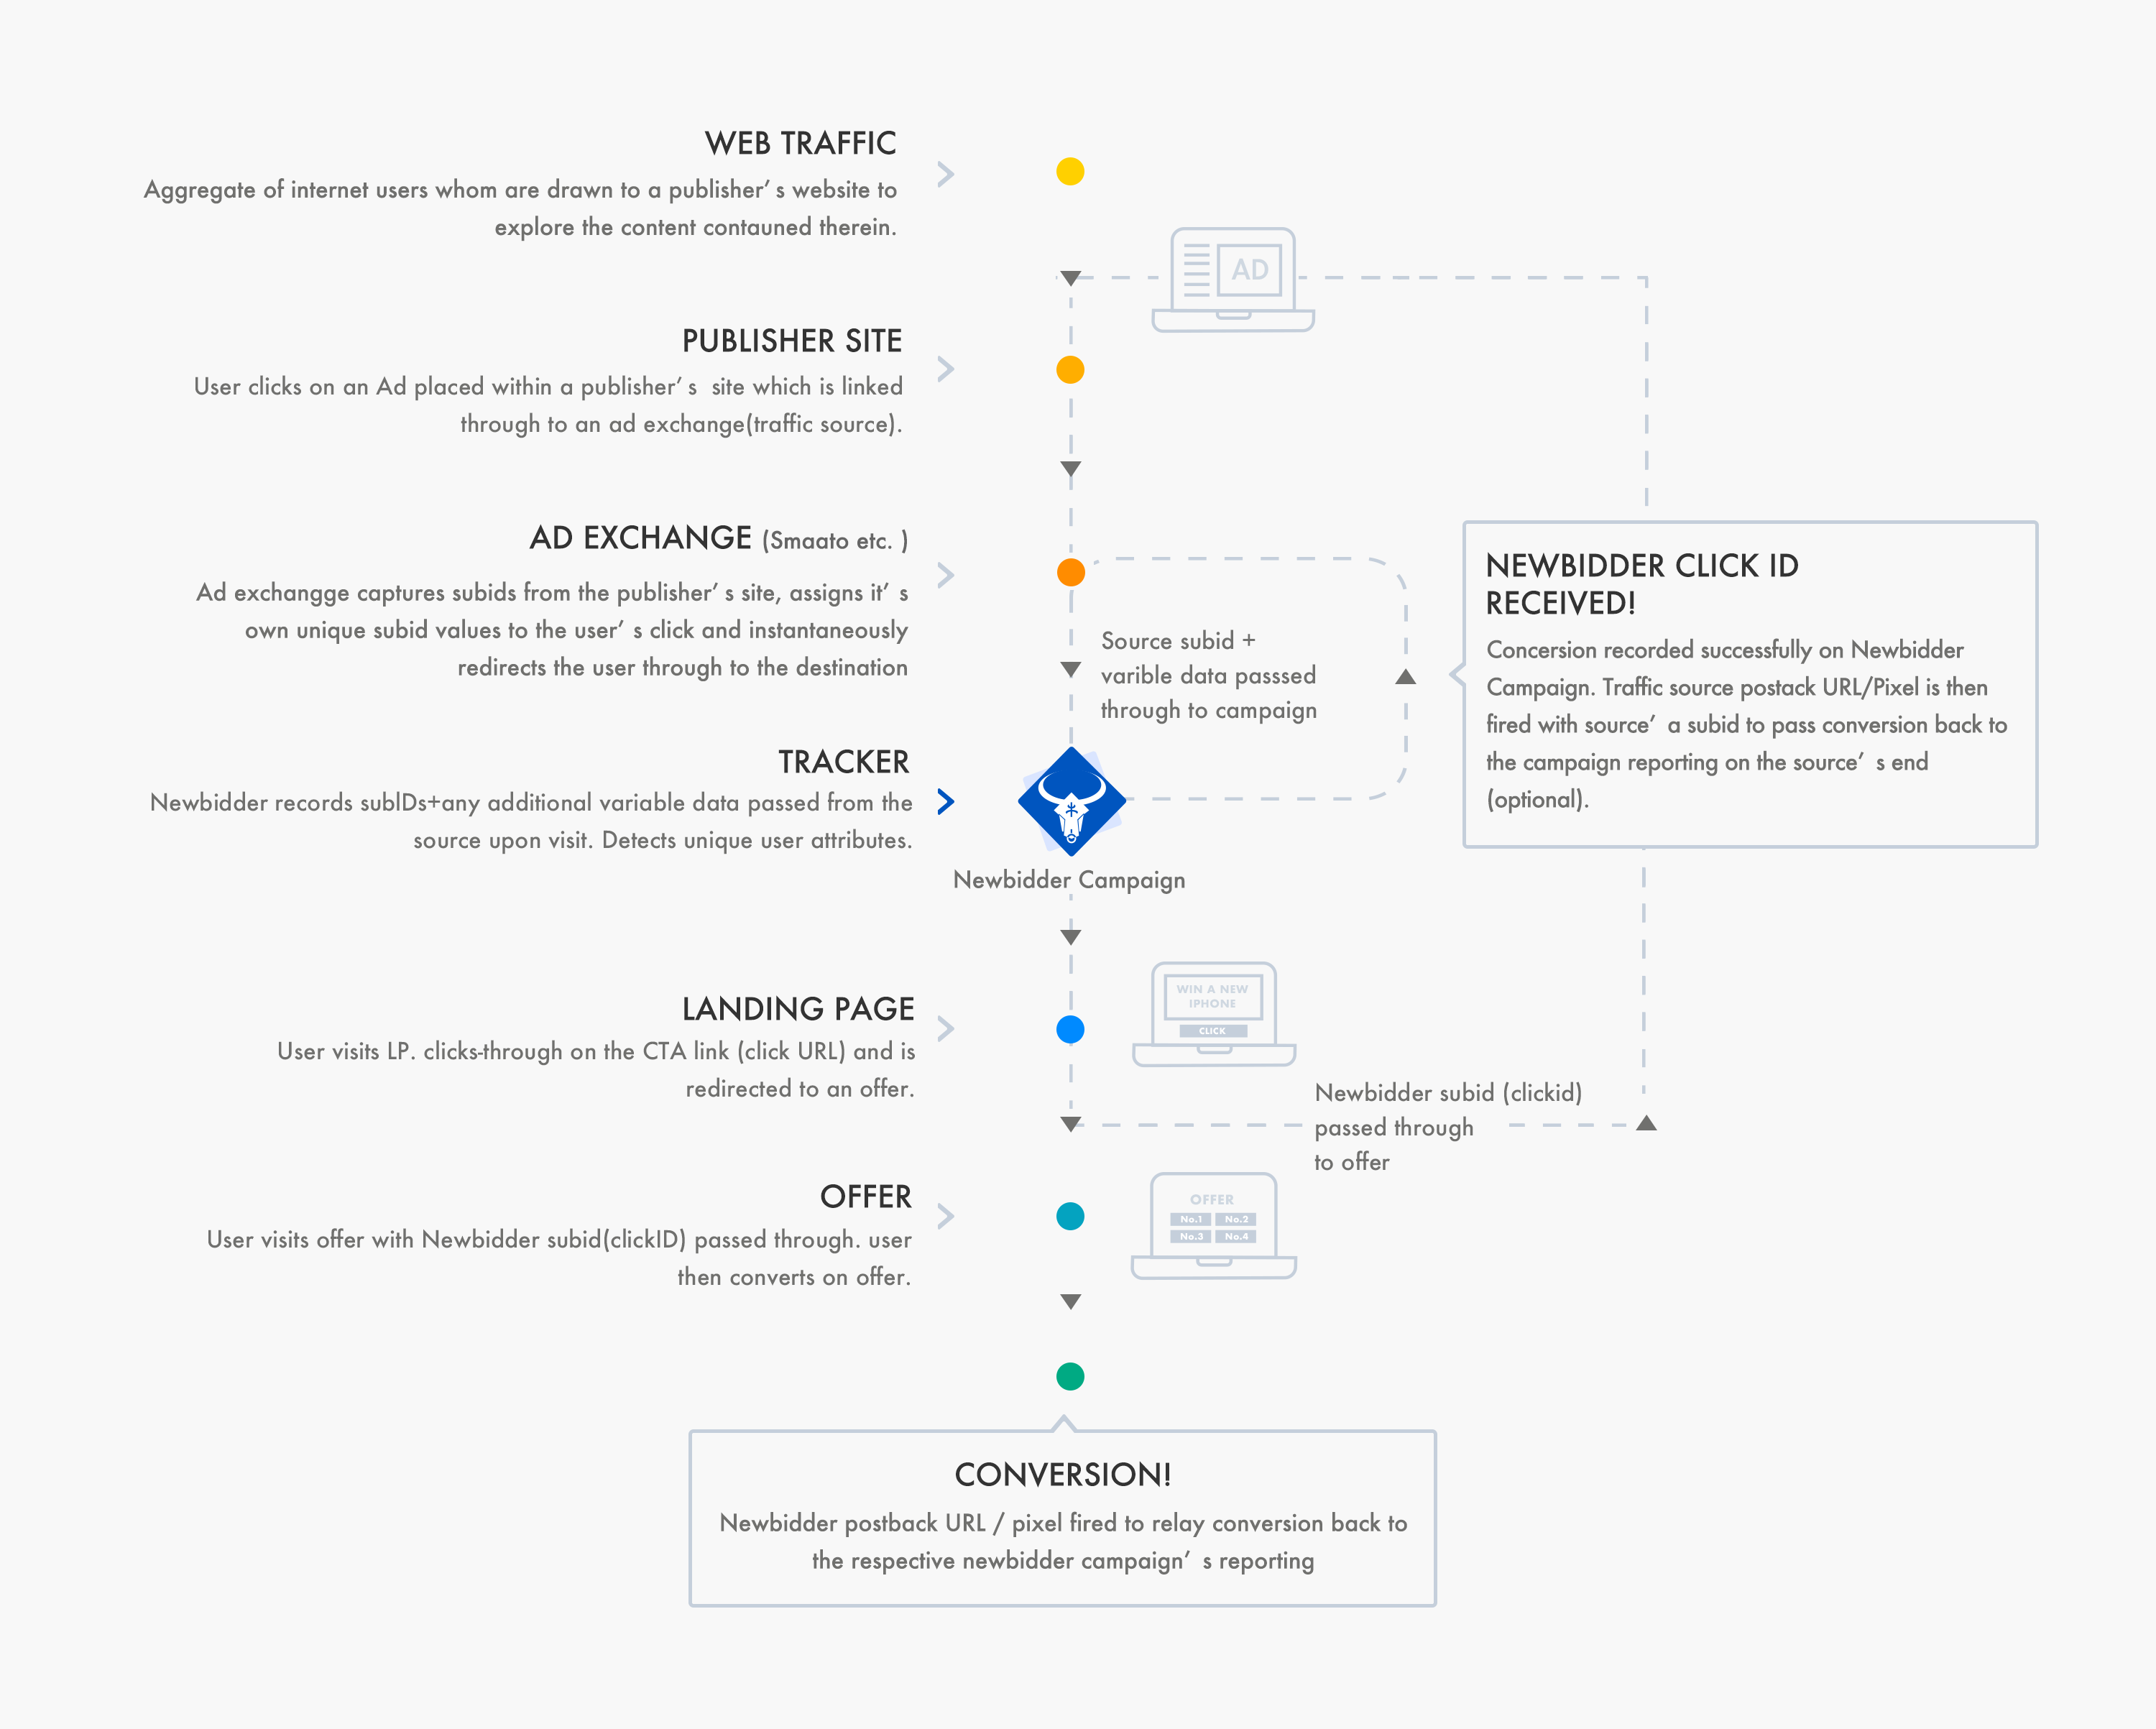 WEB TRAFFIC
Aggregate of internet users whom are drawn to a publisher’ s website to
explore the content contauned therein.
AD
PUBLISHER SITE
User clicks on an Ad placed within a publisher’ s site which is linked
through to an ad exchange(traffic source).
AD EXCHANGE (Smaato etc. )
Ad exchangge captures subids from the publisher’ s site, assigns it’ s
own unique subid values to the user’ s click and instantaneously
redirects the user through to the destination
Source subid +
varible data passsed
through to campaign
NEWBIDDER CLICK ID
RECEIVED!
Concersion recorded successfully on Newbidder
Campaign. Traffic source postack URL/Pixel is then
fired with source’ a subid to pass conversion back to
the campaign reporting on the source’ s end
(optional).
TRACKER
Newbidder records sublDs+any additional variable data passed from the
source upon visit. Detects unique user attributes.
Newbidder Campaign
LANDING PAGE
User visits LP. clicks-through on the CTA link (click URL) and is
redirected to an offer.
WIN A NEW
IPHONE
CLICK
Newbidder subid (clickid)
passed through
to offer
OFFER
User visits offer with Newbidder subid(clickID) passed through. user
then converts on offer.
OFFER
No.1 No.2
No.3 No.4
CONVERSION!
Newbidder postback URL / pixel fired to relay conversion back to
the respective newbidder campaign’ s reporting